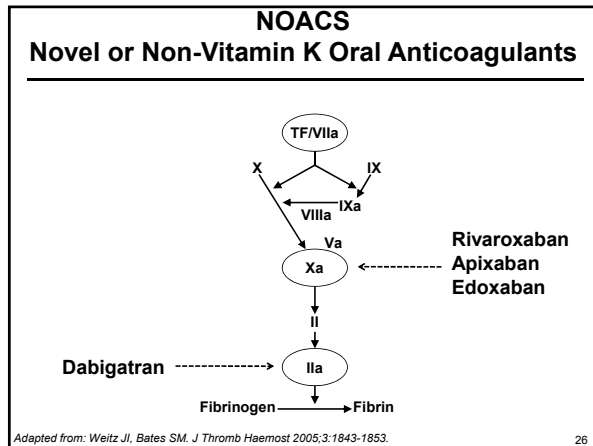 NOACS
Novel or Non-Vitamin K Oral Anticoagulants
TF/VIIa
X IX
VIIIa IXa
Va
Xa
Rivaroxaban
Apixaban
Edoxaban
II
Dabigatran
IIa
Fibrinogen Fibrin
Adapted from: Weitz JI, Bates SM. J Thromb Haemost 2005;3:1843-1853.
26